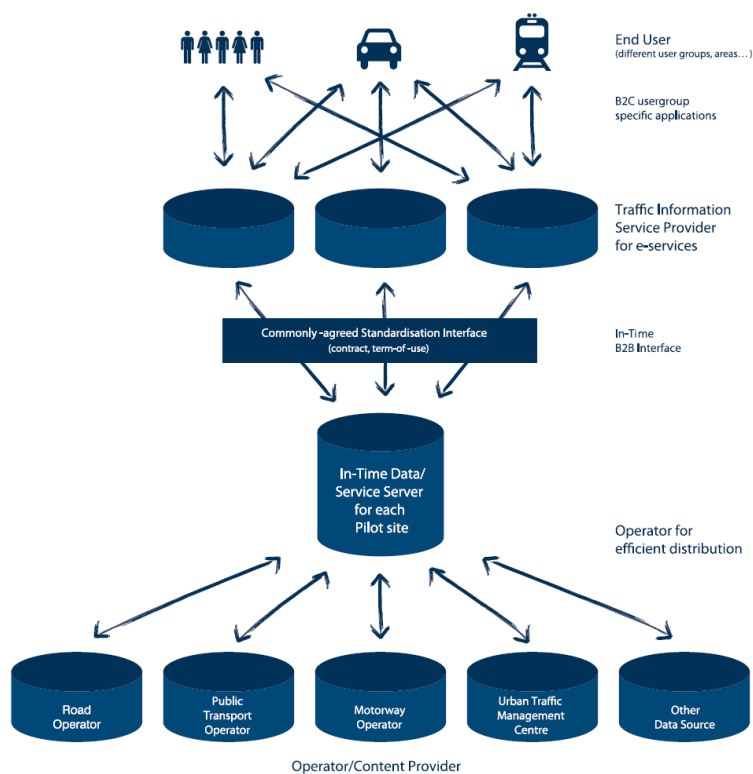 End User
(different user groups, areas…)
B2C usergroup
specific applications
Traffic Information
Service Provider
for e-services
Commonly -agreed Standardisation Interface
(contract, term-of -use)
In-Time
B2B Interface
In-Time Data/
Service Server
for each
Pilot site
Operator for
efficient distribution
Road
Operator
Public
Transport
Operator
Motorway
Operator
Urban Traffic
Management
Centre
Other
Data Source
Operator/Content Provider